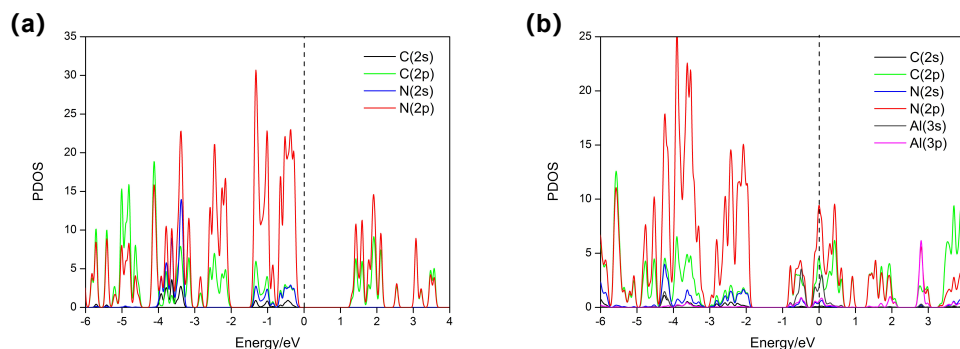 (a)
35
30
25
20
15
10
5
0
PDOS
-6 -5 -4 -3 -2 -1 0 1 2 3 4
Energy/eV
C(2s)
C(2p)
N(2s)
N(2p)
(b)
25
20
15
10
5
0
PDOS
-6 -5 -4 -3 -2 -1 0 1 2 3
Energy/eV
C(2s)
C(2p)
N(2s)
N(2p)
Al(3s)
Al(3p)